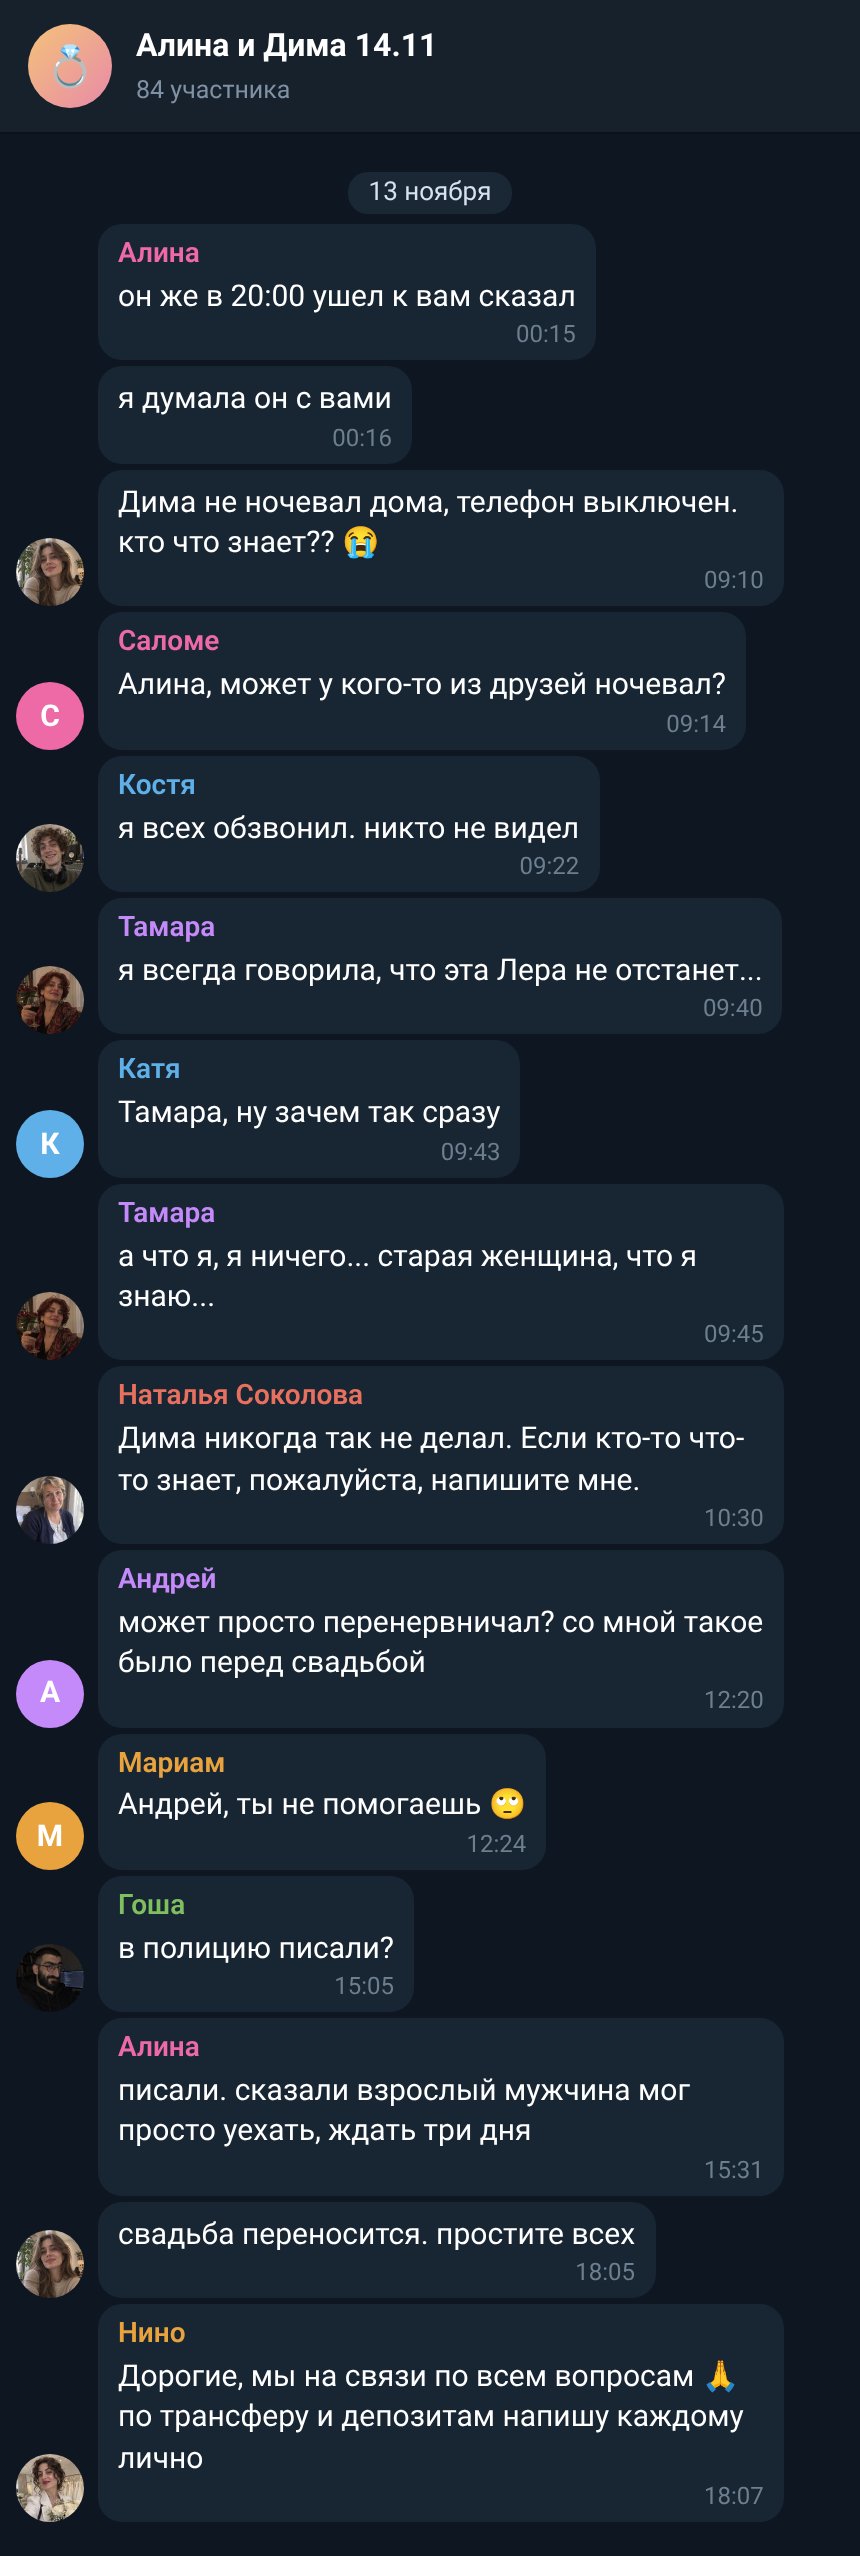 Алина и Дима 14.11
84 участника
13 ноября
Алина
он же в 20:00 ушел к вам сказал
00:15
я думала он с вами
00:16
Дима не ночевал дома, телефон выключен.
кто что знает?? 😭
09:10
Саломе
С
Алина, может у кого-то из друзей ночевал?
09:14
Костя
я всех обзвонил. никто не видел
09:22
Тамара
я всегда говорила, что эта Лера не отстанет...
09:40
Катя
К
Тамара, ну зачем так сразу
09:43
Тамара
а что я, я ничего... старая женщина, что я
знаю...
09:45
Наталья Соколова
Дима никогда так не делал. Если кто-то что-
то знает, пожалуйста, напишите мне.
10:30
Андрей
может просто перенервничал? со мной такое
было перед свадьбой
А
12:20
Мариам
Андрей, ты не помогаешь 🙄
М
12:24
Гоша
в полицию писали?
15:05
Алина
писали. сказали взрослый мужчина мог
просто уехать, ждать три дня
15:31
свадьба переносится. простите всех
18:05
Нино
Дорогие, мы на связи по всем вопросам 🙏
по трансферу и депозитам напишу каждому
лично
18:07